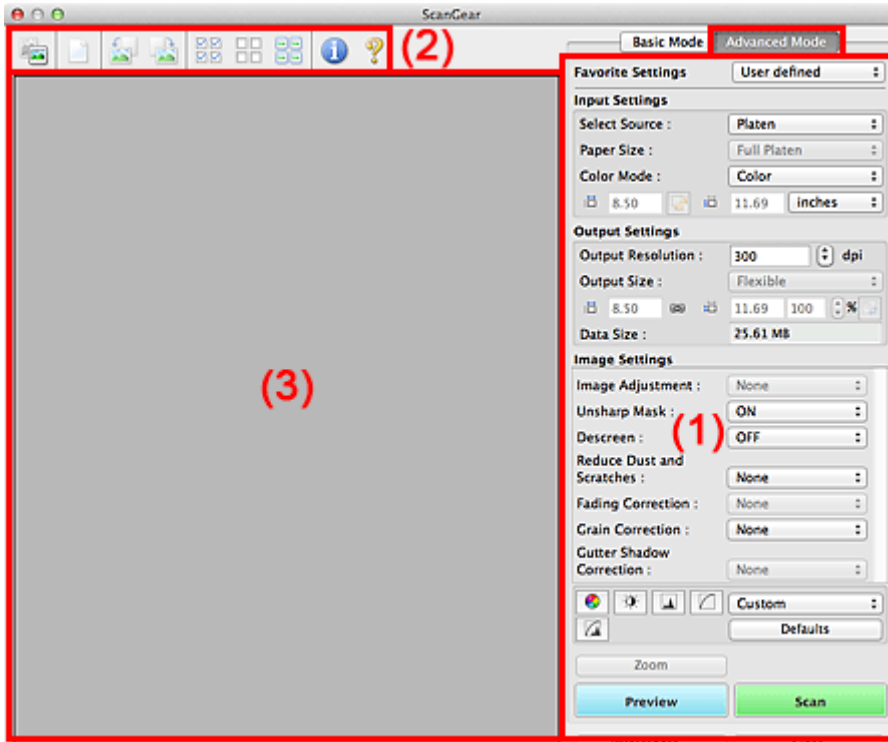 ScanGear
(2)
Basic Mode Advanced Mode
Favorite Settings User defined
Input Settings
Select Source : Platen
Paper Size : Full Platen
Color Mode : Color
8.50 11.69 inches
Output Settings
Output Resolution : 300 dpi
Output Size : Flexible
8.50 11.69 100 %
Data Size : 25.61 MB
Image Settings
(3)
Image Adjustment : None
Unsharp Mask : ON
(1)
Descreen : OFF
Reduce Dust and
Scratches : None
Fading Correction : None
Grain Correction : None
Gutter Shadow
Correction : None
Custom
Defaults
Zoom
Preview Scan